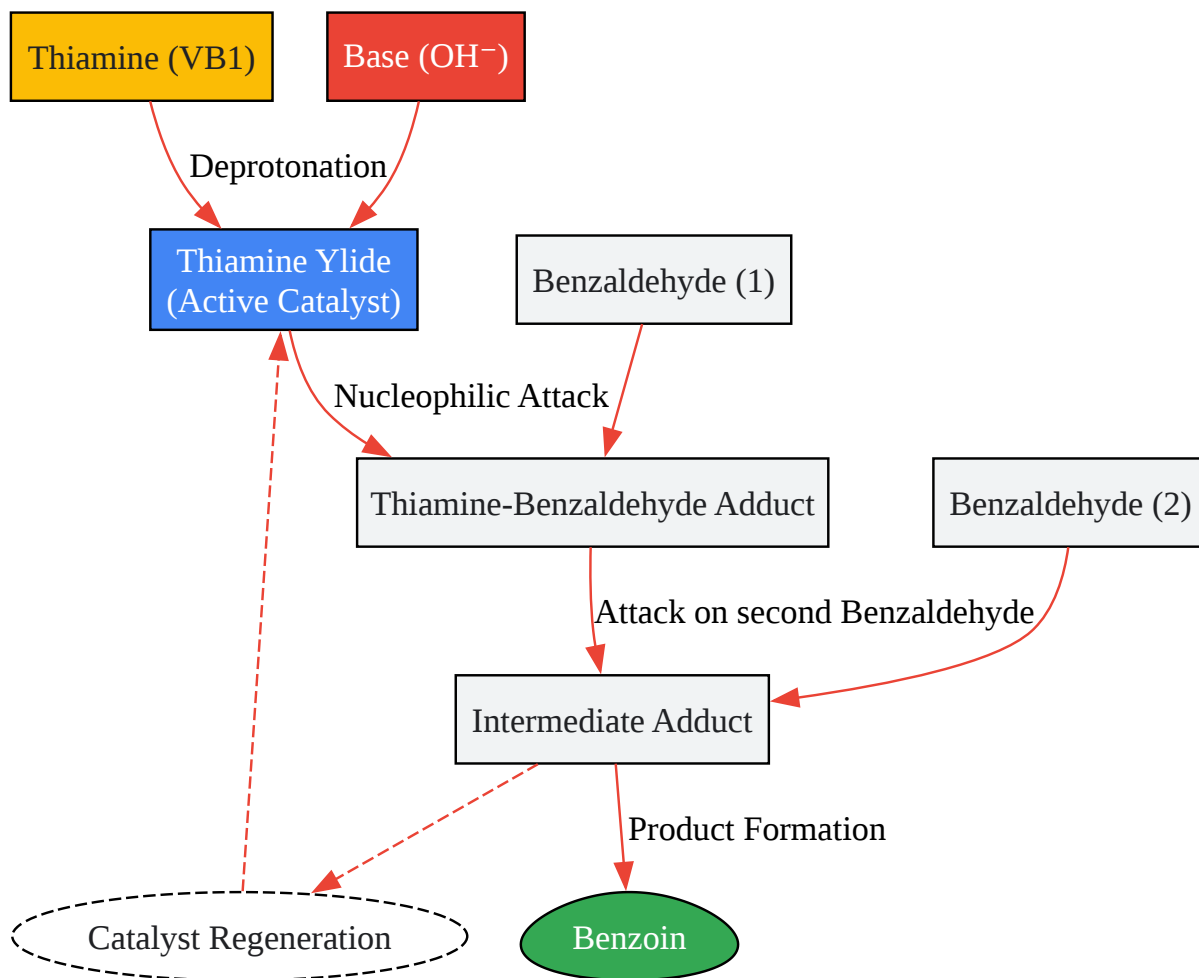 Thiamine (VB1)
Base (OH⁻)
Deprotonation
Thiamine Ylide
(Active Catalyst)
Benzaldehyde (1)
Nucleophilic Attack
Thiamine-Benzaldehyde Adduct
Benzaldehyde (2)
Attack on second Benzaldehyde
Intermediate Adduct
Product Formation
Catalyst Regeneration
Benzoin